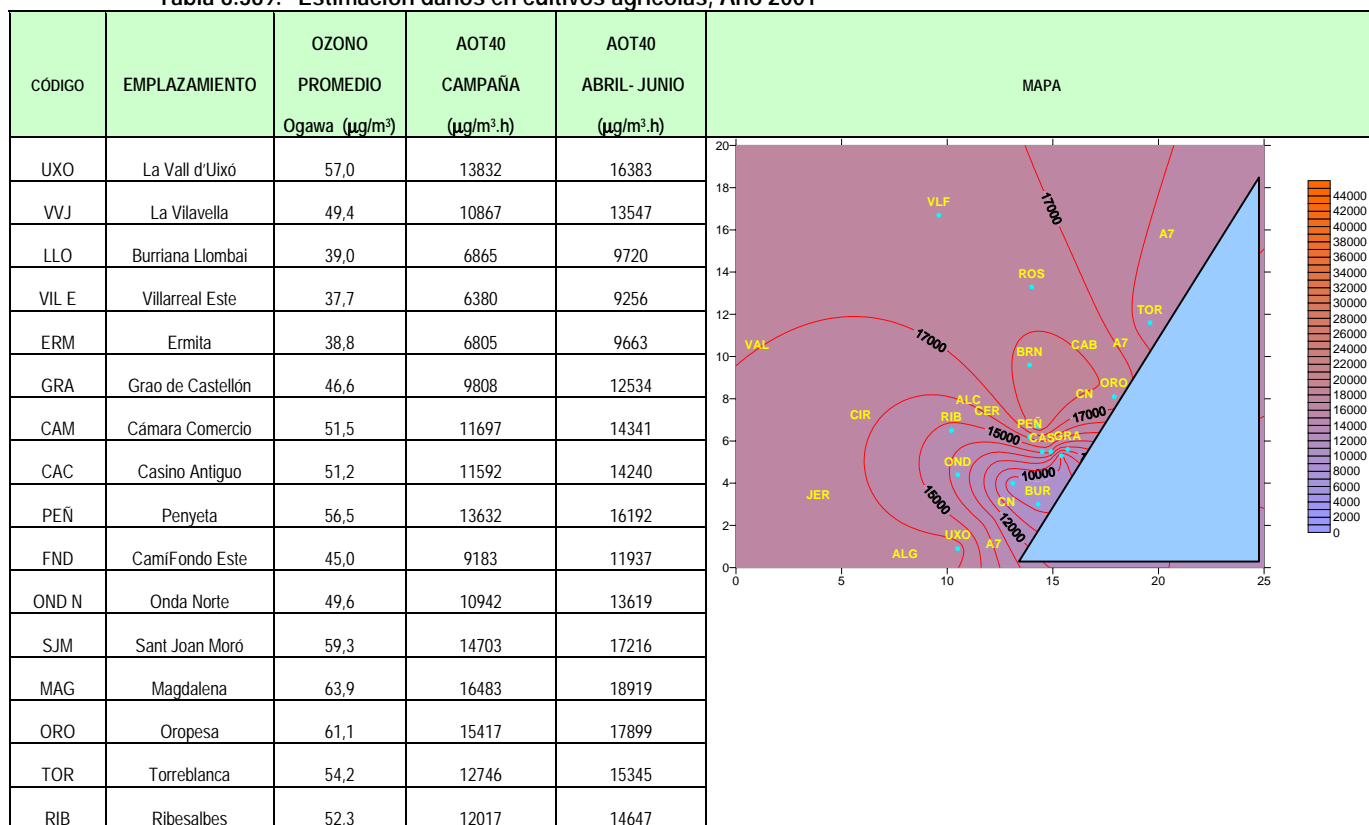 Tabla 6.389. Estimación daños en cultivos agrícolas, Año 2001
CÓDIGO EMPLAZAMIENTO OZONO PROMEDIO Ogawa (µg/m³) AOT40 CAMPAÑA (µg/m³.h) AOT40 ABRIL- JUNIO (µg/m³.h) MAPA
UXO La Vall d'Uixó 57,0 13832 16383
VVJ La Vilavella 49,4 10867 13547
LLO Burriana Llombai 39,0 6865 9720
VIL E Villarreal Este 37,7 6380 9256
ERM Ermita 38,8 6805 9663
GRA Grao de Castellón 46,6 9808 12534
CAM Cámara Comercio 51,5 11697 14341
CAC Casino Antiguo 51,2 11592 14240
PEÑ Penyeta 56,5 13632 16192
FND CamíFondo Este 45,0 9183 11937
OND N Onda Norte 49,6 10942 13619
SJM Sant Joan Moró 59,3 14703 17216
MAG Magdalena 63,9 16483 18919
ORO Oropesa 61,1 15417 17899
TOR Torreblanca 54,2 12746 15345
RIB Ribesalbes 52,3 12017 14647
20
18
16
14
12
10
8
6
4
2
0
0 5 10 15 20 25
VLF
17000
A7
ROS
TOR
VAL 17000 BRN CAB A7
ORO
ALC CN
CIR RIB CER PEÑ 17000
15000 CAS GRA
OND 10000
JER 15000 CN BUR
12000
UXO A7
ALG
44000
42000
40000
38000
36000
34000
32000
30000
28000
26000
24000
22000
20000
18000
16000
14000
12000
10000
8000
6000
4000
2000
0